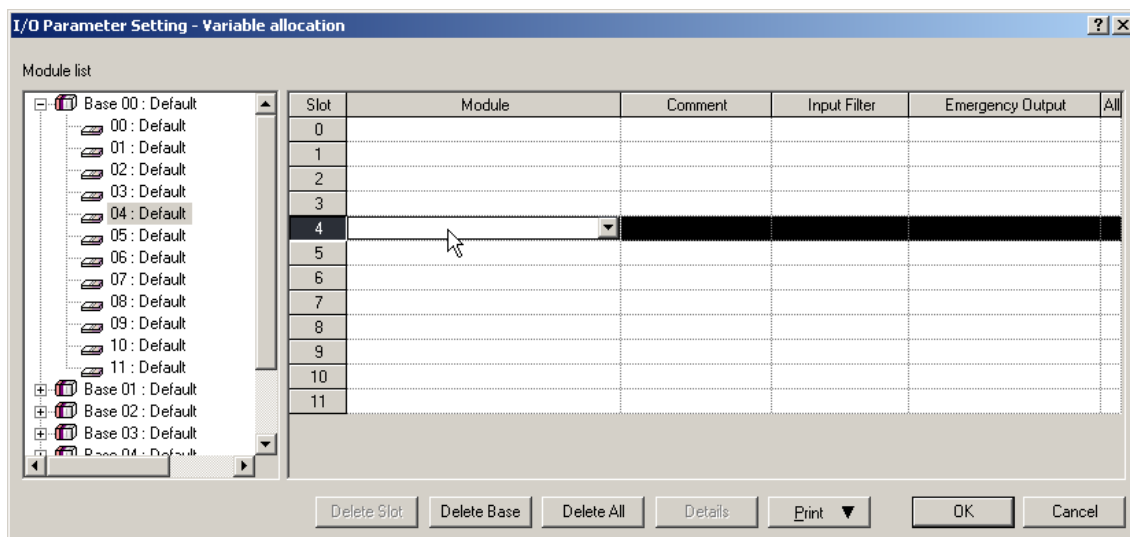 I/O Parameter Setting - Variable allocation
Module list
Base 00 : Default
00 : Default
01 : Default
02 : Default
03 : Default
04 : Default
05 : Default
06 : Default
07 : Default
08 : Default
09 : Default
10 : Default
11 : Default
Base 01 : Default
Base 02 : Default
Base 03 : Default
Base 04 : Default
Slot Module Comment Input Filter Emergency Output All
0
1
2
3
4
5
6
7
8
9
10
11
Delete Slot Delete Base Delete All Details Print ▼ OK Cancel